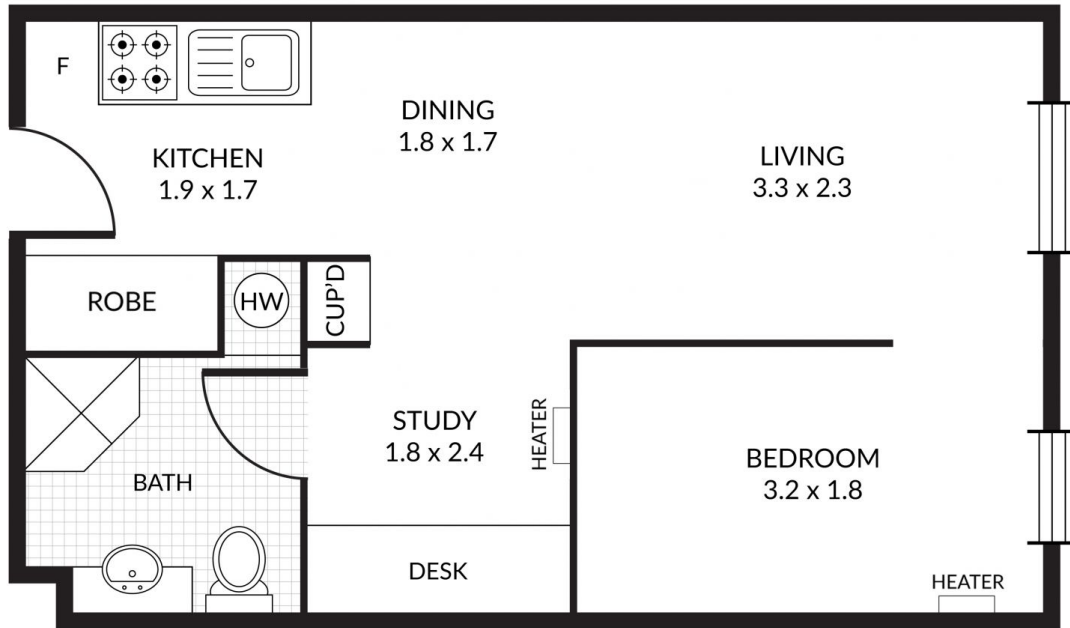 F
KITCHEN
1.9 x 1.7
DINING
1.8 x 1.7
LIVING
3.3 x 2.3
ROBE
HW
CUP'D
BATH
STUDY
1.8 x 2.4
HEATER
DESK
BEDROOM
3.2 x 1.8
HEATER